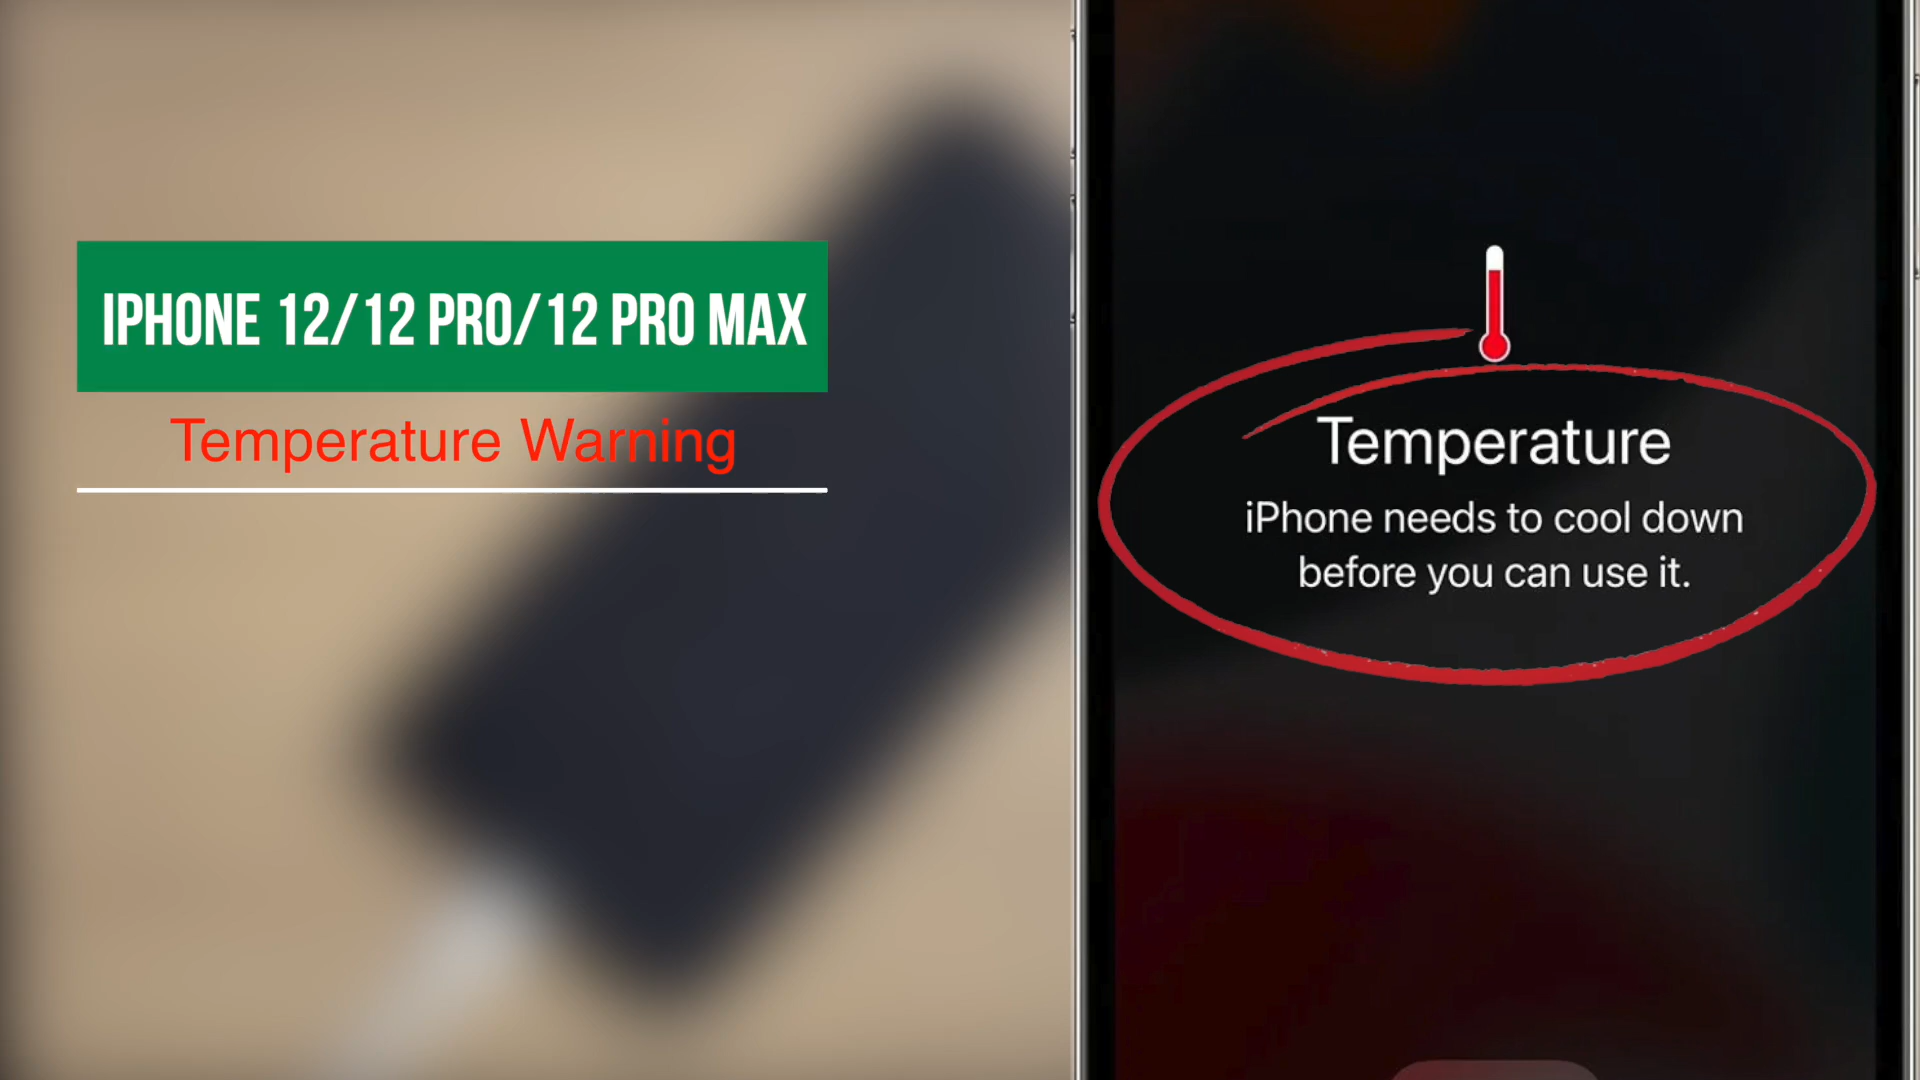 IPHONE 12/12 PRO/12 PRO MAX
Temperature Warning
Temperature
iPhone needs to cool down
before you can use it.